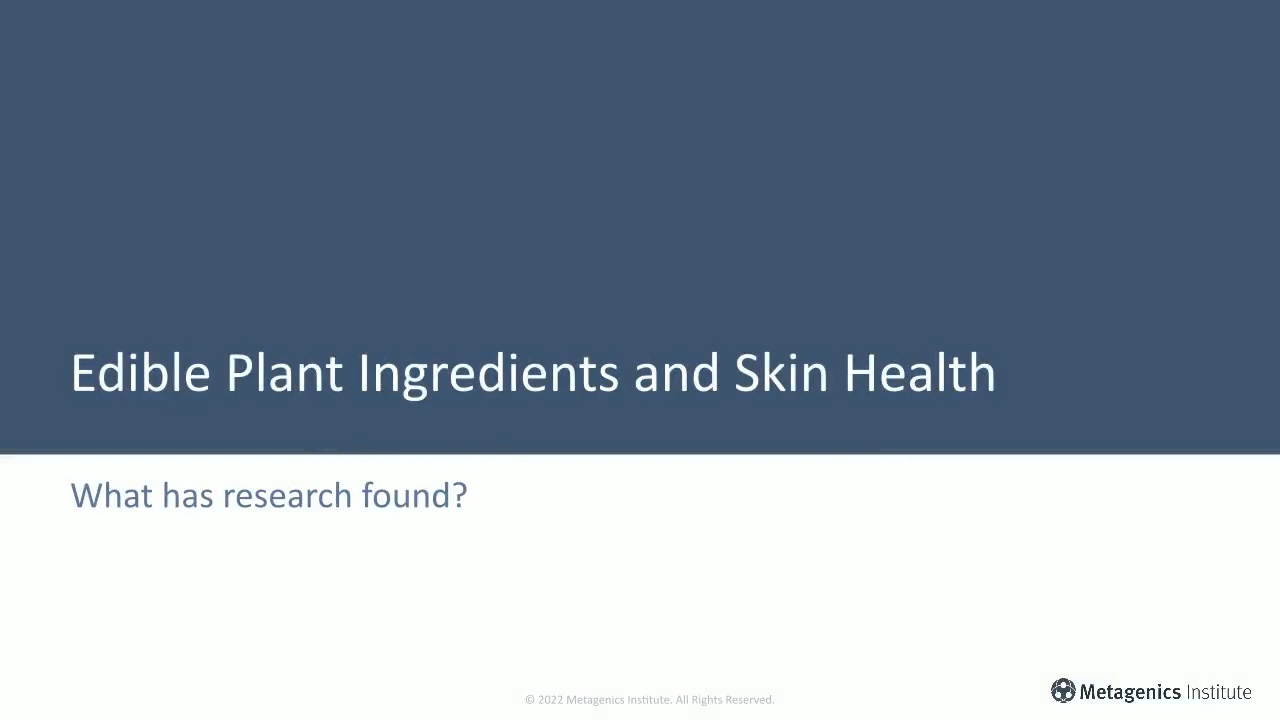 Edible Plant Ingredients and Skin Health
What has research found?
© 2022 Metagenics Institute. All Rights Reserved.
Metagenics Institute